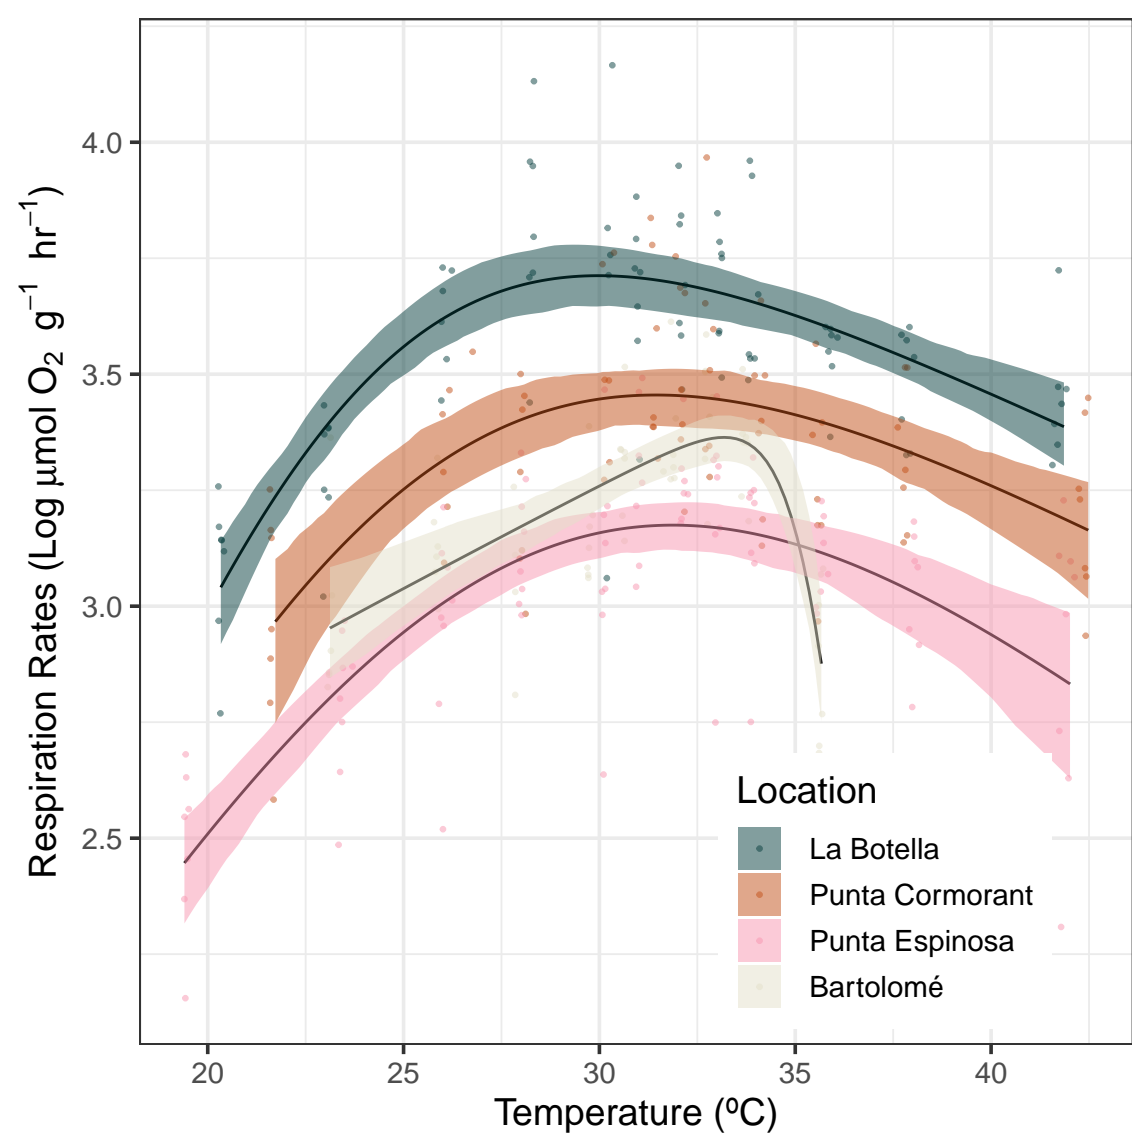 Respiration Rates (Log μmol O₂ g⁻¹ hr⁻¹)
4.0
3.5
3.0
2.5
Location
La Botella
Punta Cormorant
Punta Espinosa
Bartolomé
20 25 30 35 40
Temperature (ºC)